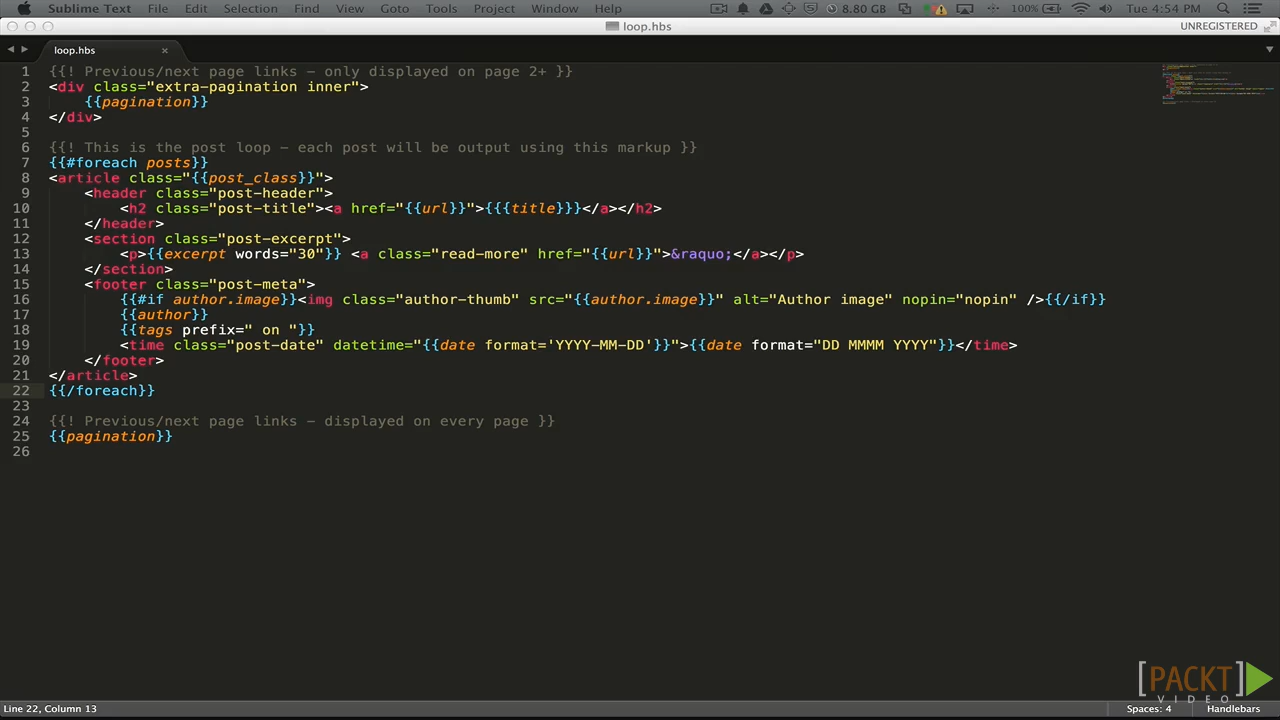 Sublime Text File Edit Selection Find View Goto Tools Project Window Help 8.80 GB 100% Tue 4:54 PM
loop.hbs UNREGISTERED
loop.hbs
1 {{! Previous/next page links - only displayed on page 2+ }}
2 <div class="extra-pagination inner">
3 {{pagination}}
4 </div>
5
6 {{! This is the post loop - each post will be output using this markup }}
7 {{#foreach posts}}
8 <article class="{{post_class}}">
9 <header class="post-header">
10 <h2 class="post-title"><a href="{{url}}">{{{title}}}</a></h2>
11 </header>
12 <section class="post-excerpt">
13 <p>{{excerpt words="30"}} <a class="read-more" href="{{url}}">&raquo;</a></p>
14 </section>
15 <footer class="post-meta">
16 {{#if author.image}}<img class="author-thumb" src="{{author.image}}" alt="Author image" nopin="nopin" />{{/if}}
17 {{author}}
18 {{tags prefix=" on "}}
19 <time class="post-date" datetime="{{date format='YYYY-MM-DD'}}">{{date format="DD MMMM YYYY"}}</time>
20 </footer>
21 </article>
22 {{/foreach}}
23
24 {{! Previous/next page links - displayed on every page }}
25 {{pagination}}
26
[PACKT]
VIDEO
Line 22, Column 13 Spaces: 4 Handlebars